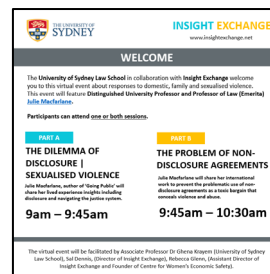 THE UNIVERSITY OF
SYDNEY
INSIGHT EXCHANGE
www.insightexchange.net
WELCOME
The University of Sydney Law School in collaboration with Insight Exchange welcome
you to this virtual event about responses to domestic, family and sexualised violence.
This event will feature Distinguished University Professor and Professor of Law (Emerita)
Julie Macfarlane.
Participants can attend one or both sessions.
PART A
THE DILEMMA OF
DISCLOSURE |
SEXUALISED VIOLENCE
Julie Macfarlane, author of 'Going Public' will
share her lived experience insights including
disclosure and navigating the justice system.
9am – 9:45am
PART B
THE PROBLEM OF NON-
DISCLOSURE AGREEMENTS
Julie Macfarlane will share her international
work to prevent the problematic use of non-
disclosure agreements as a toxic bargain that
conceals violence and abuse.
9:45am – 10:30am
The virtual event will be facilitated by Associate Professor Dr Ghena Krayem (University of Sydney
Law School), Sal Dennis, (Director of Insight Exchange), Rebecca Glenn, (Assistant Director of
Insight Exchange and Founder of Centre for Women's Economic Safety).